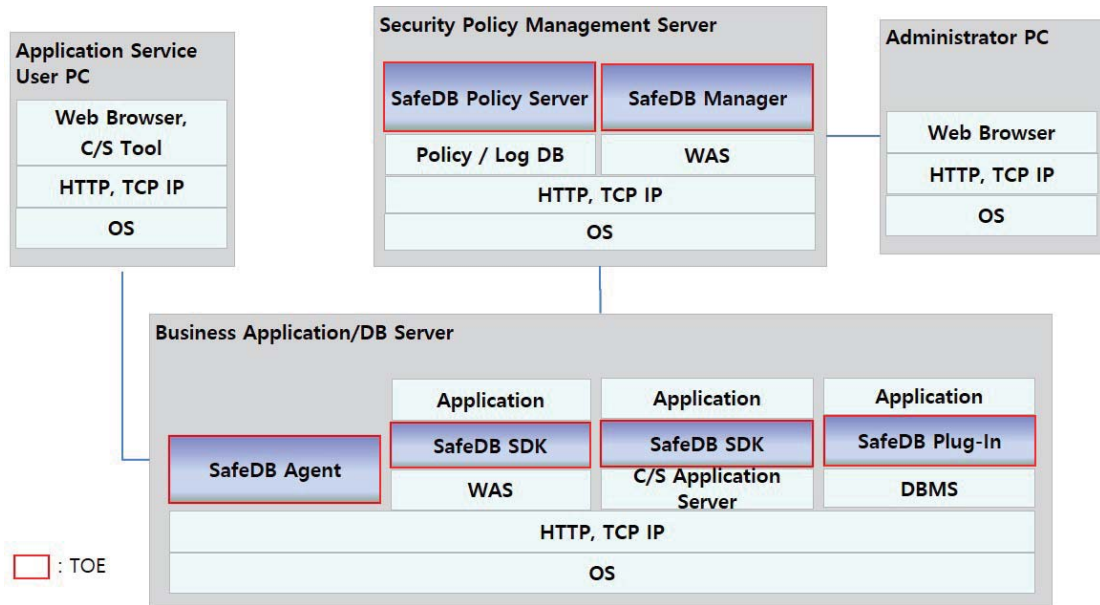 Application Service
User PC
Web Browser,
C/S Tool
HTTP, TCP IP
OS
Security Policy Management Server
SafeDB Policy Server
SafeDB Manager
Policy / Log DB
WAS
HTTP, TCP IP
OS
Administrator PC
Web Browser
HTTP, TCP IP
OS
Business Application/DB Server
SafeDB Agent
Application
SafeDB SDK
WAS
Application
SafeDB SDK
C/S Application
Server
Application
SafeDB Plug-In
DBMS
HTTP, TCP IP
OS
: TOE